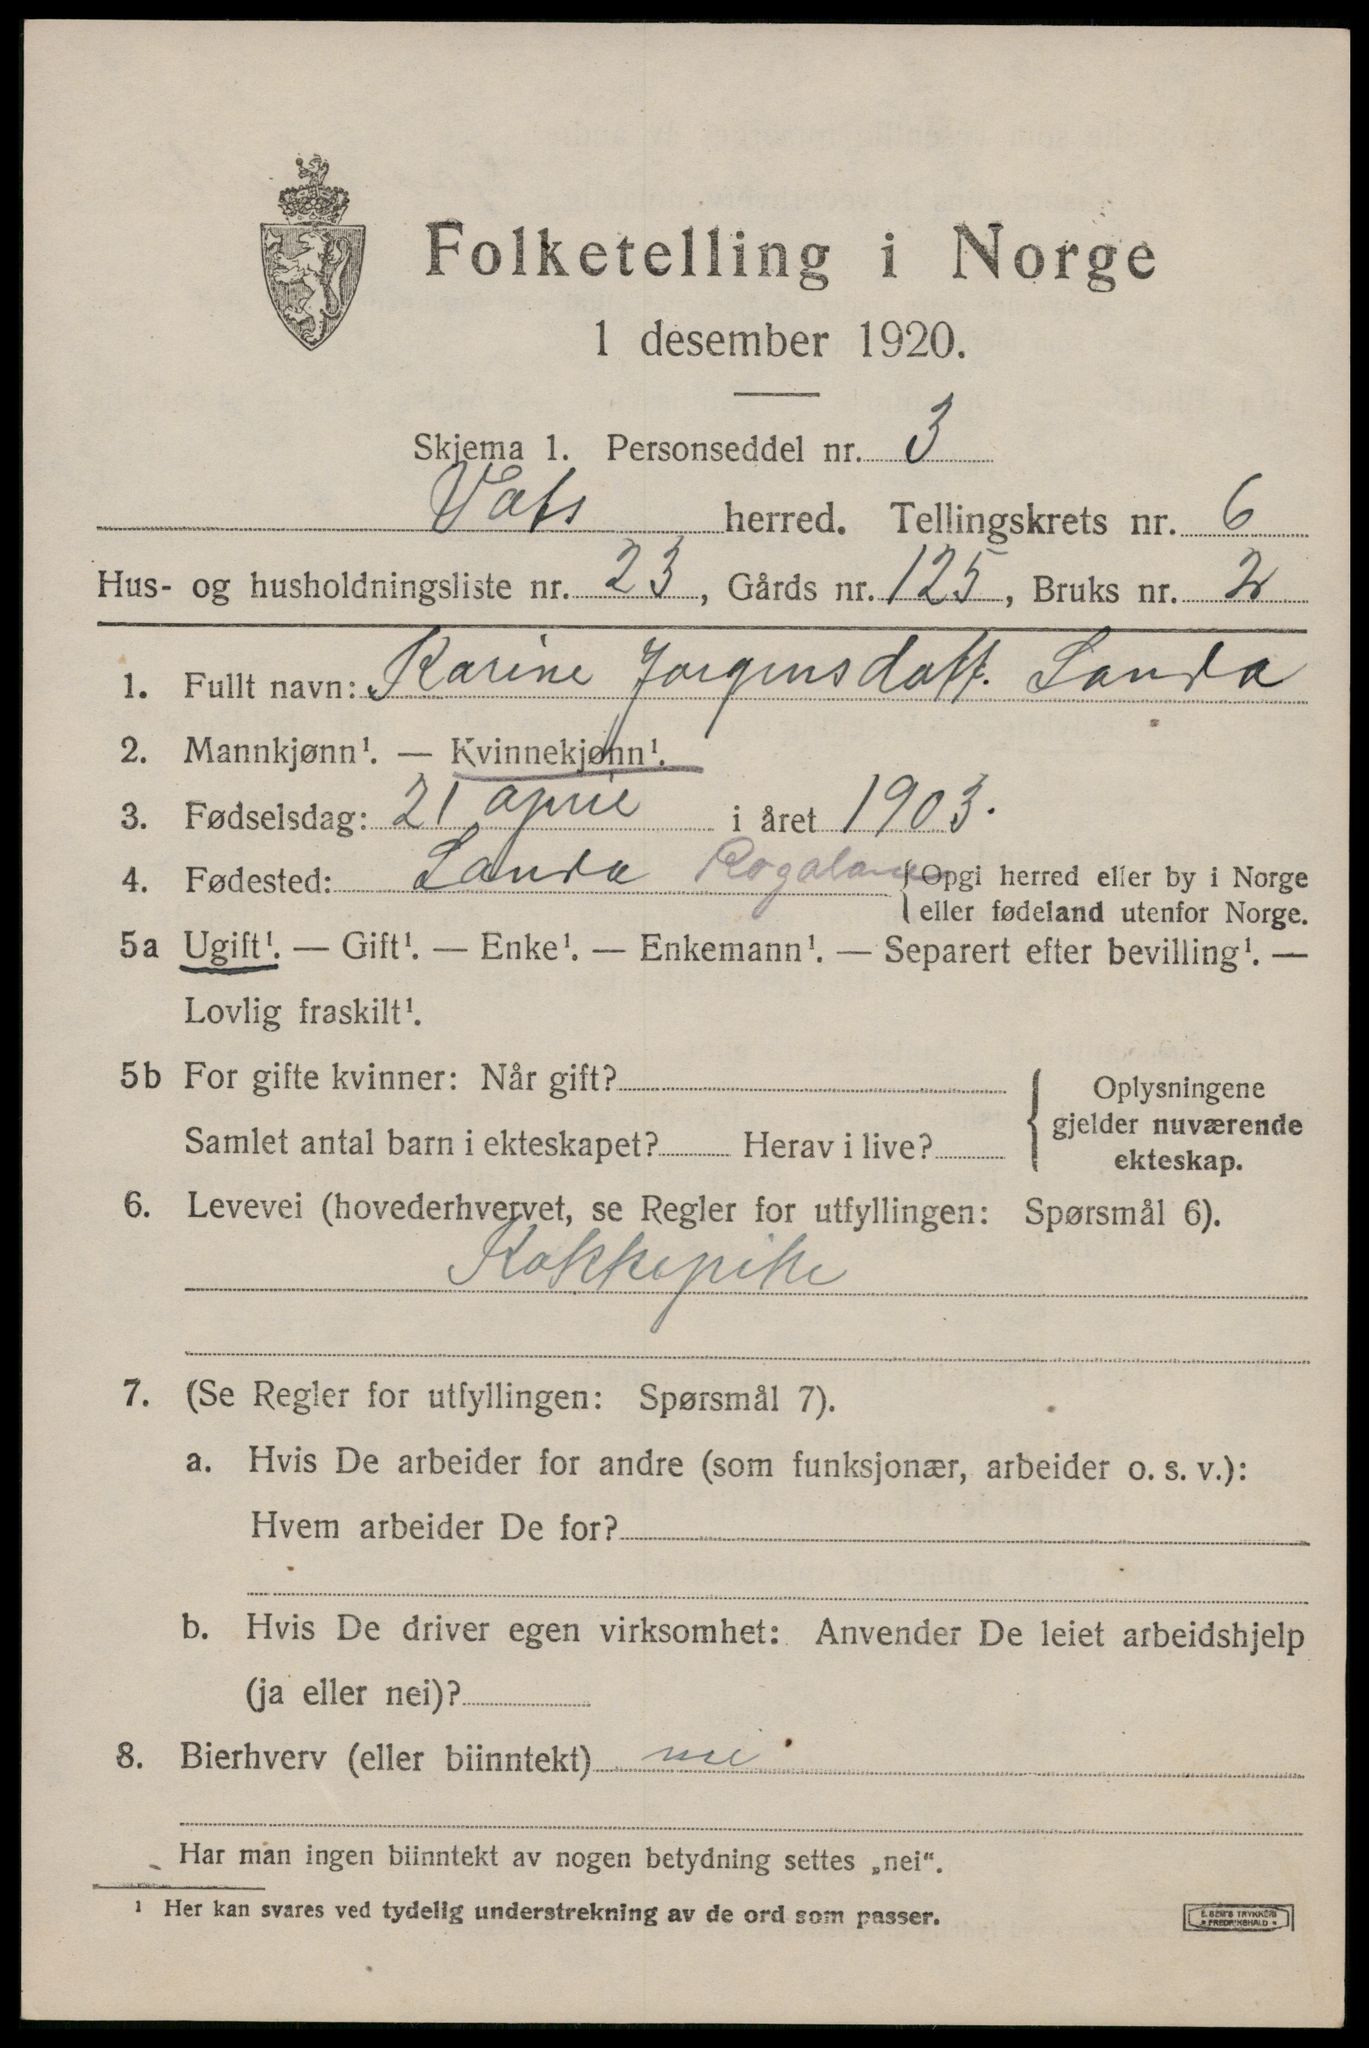 Folketelling i Norge
1 desember 1920.
Skjema 1. Personseddel nr. 3
Vats herred. Tellingskrets nr. 6
Hus- og husholdningsliste nr. 23, Gårds nr. 125, Bruks nr. 2
1. Fullt navn: Karine Jorgensdatt. Landa
2. Mannkjønn¹. — Kvinnekjønn¹.
3. Fødselsdag: 21 april i året 1903.
4. Fødested: Landa Rogaland {Opgi herred eller by i Norge
eller fødeland utenfor Norge.
5a Ugift¹. — Gift¹. — Enke¹. — Enkemann¹. — Separert efter bevilling¹. —
Lovlig fraskilt¹.
5b For gifte kvinner: Når gift? Oplysningene
gjelder nuværende
Samlet antal barn i ekteskapet? Herav i live?
ekteskap.
6. Levevei (hovederhvervet, se Regler for utfyllingen: Spørsmål 6).
Kokkepike
7. (Se Regler for utfyllingen: Spørsmål 7).
a. Hvis De arbeider for andre (som funksjonær, arbeider o. s. v.):
Hvem arbeider De for?
b. Hvis De driver egen virksomhet: Anvender De leiet arbeidshjelp
(ja eller nei)?
8. Bierhverv (eller biinntekt) nei
Har man ingen biinntekt av nogen betydning settes „nei“.
¹ Her kan svares ved tydelig understrekning av de ord som passer.
E. SEM'S TRYKKERI
FREDRIKSHALD